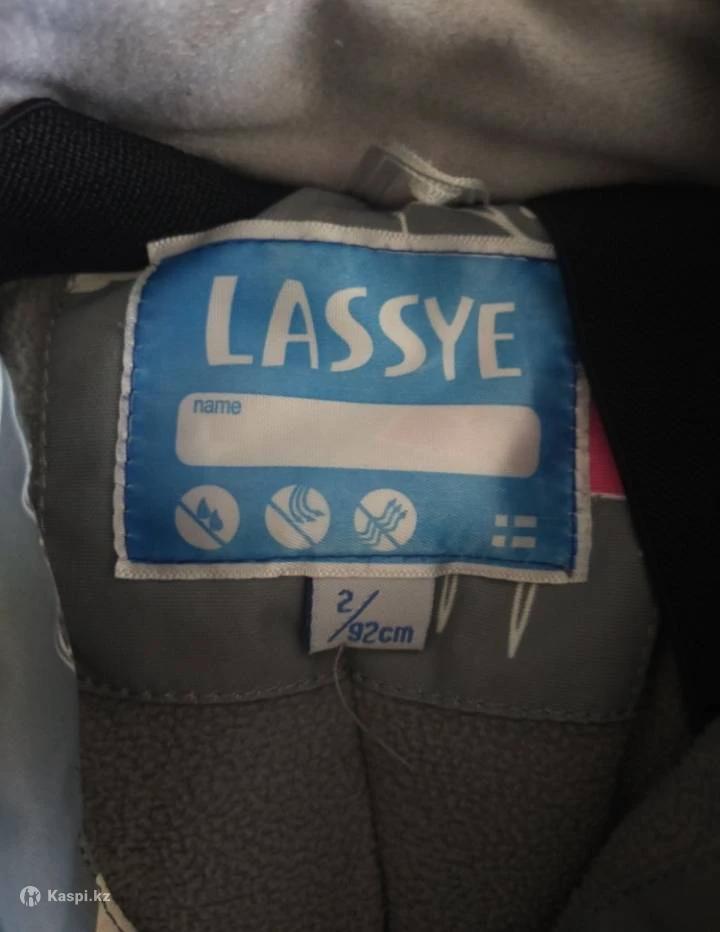 LASSYE
name
2/92cm
Kaspi.kz